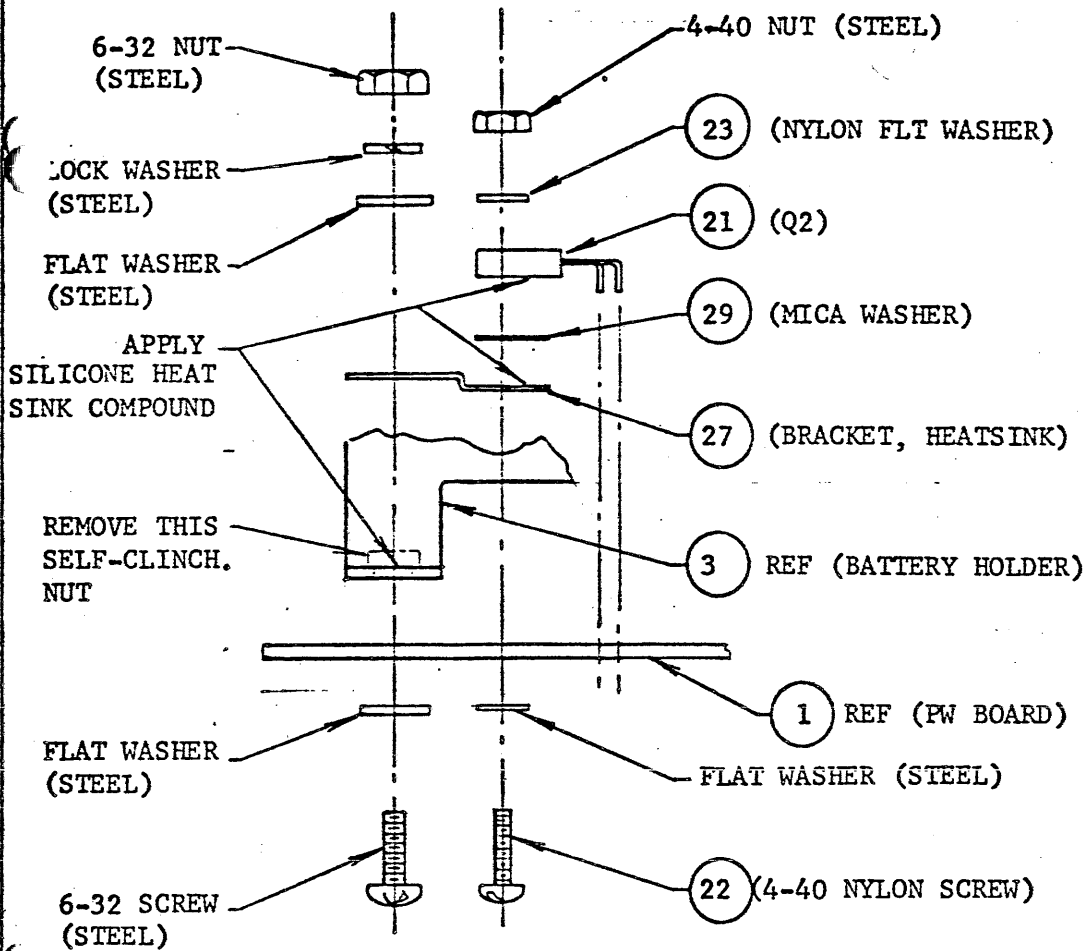 6-32 NUT
(STEEL)
4-40 NUT (STEEL)
23 (NYLON FLT WASHER)
LOCK WASHER
(STEEL)
21 (Q2)
FLAT WASHER
(STEEL)
29 (MICA WASHER)
APPLY
SILICONE HEAT
SINK COMPOUND
27 (BRACKET, HEATSINK)
REMOVE THIS
SELF-CLINCH.
NUT
3 REF (BATTERY HOLDER)
1 REF (PW BOARD)
FLAT WASHER
(STEEL)
FLAT WASHER (STEEL)
22 (4-40 NYLON SCREW)
6-32 SCREW
(STEEL)